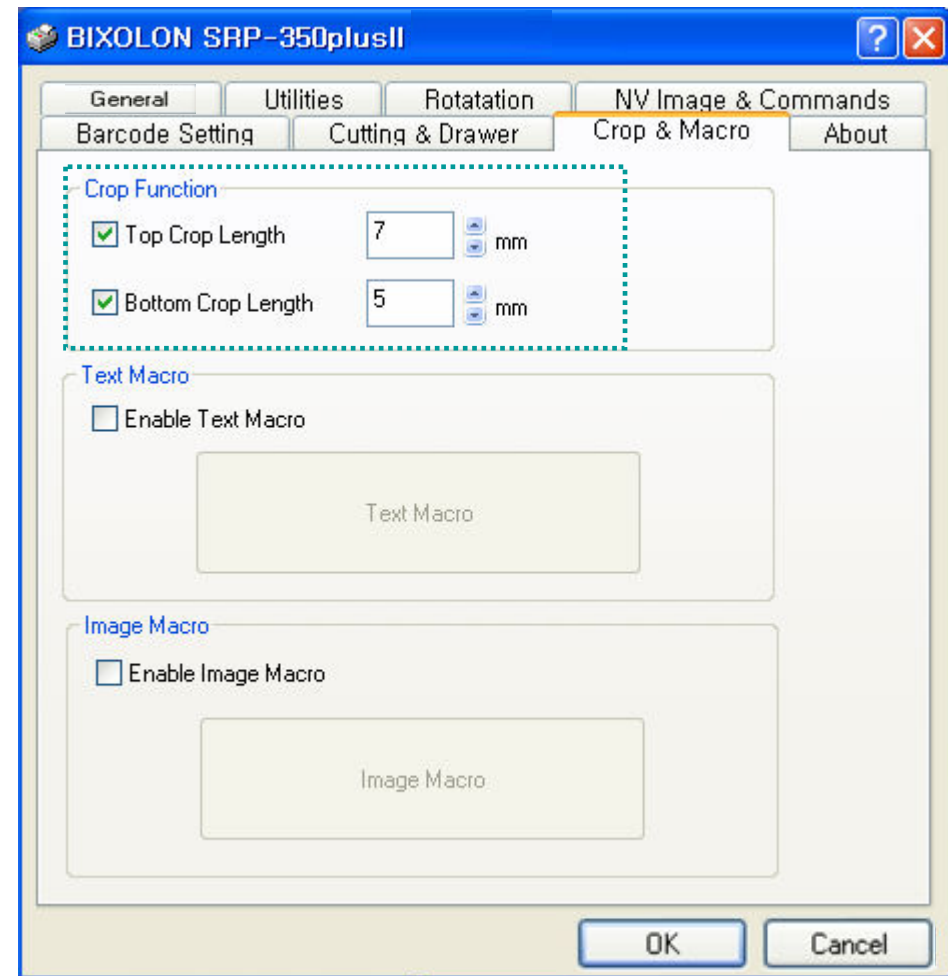 BIXOLON SRP-350plusII
General Utilities Rotatation NV Image & Commands
Barcode Setting Cutting & Drawer Crop & Macro About
Crop Function
Top Crop Length 7 mm
Bottom Crop Length 5 mm
Text Macro
Enable Text Macro
Text Macro
Image Macro
Enable Image Macro
Image Macro
OK Cancel